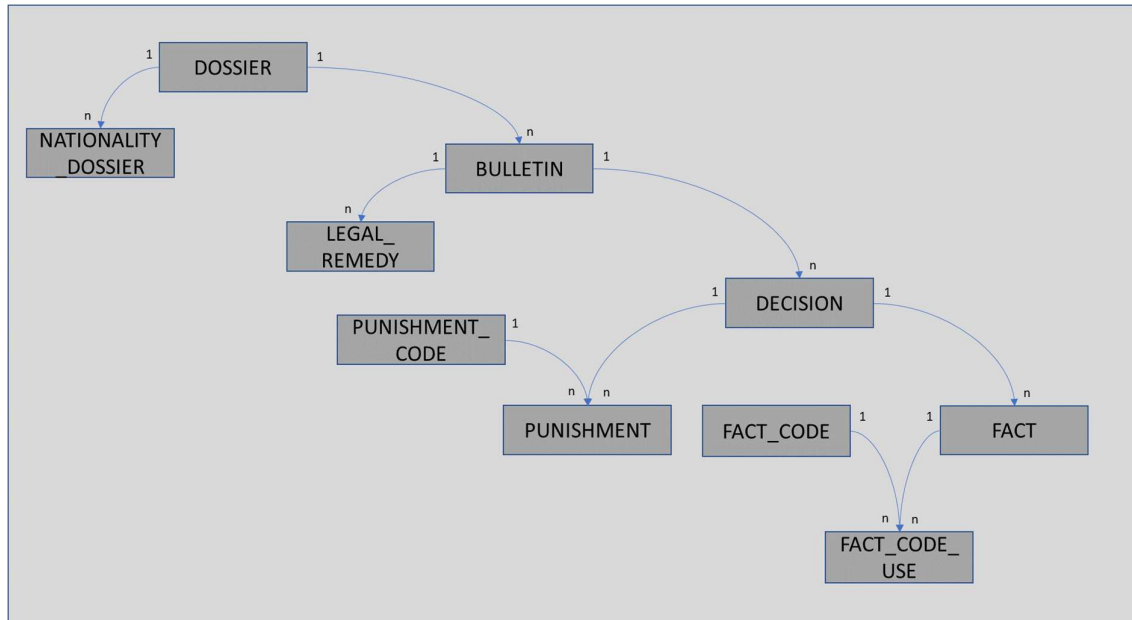 1
DOSSIER
1
n
NATIONALITY
_DOSSIER
n
1
BULLETIN
1
n
LEGAL_
REMEDY
n
1
DECISION
1
PUNISHMENT_
CODE
1
n
n
PUNISHMENT
FACT_CODE
1
1
n
FACT
n
n
FACT_CODE_
USE